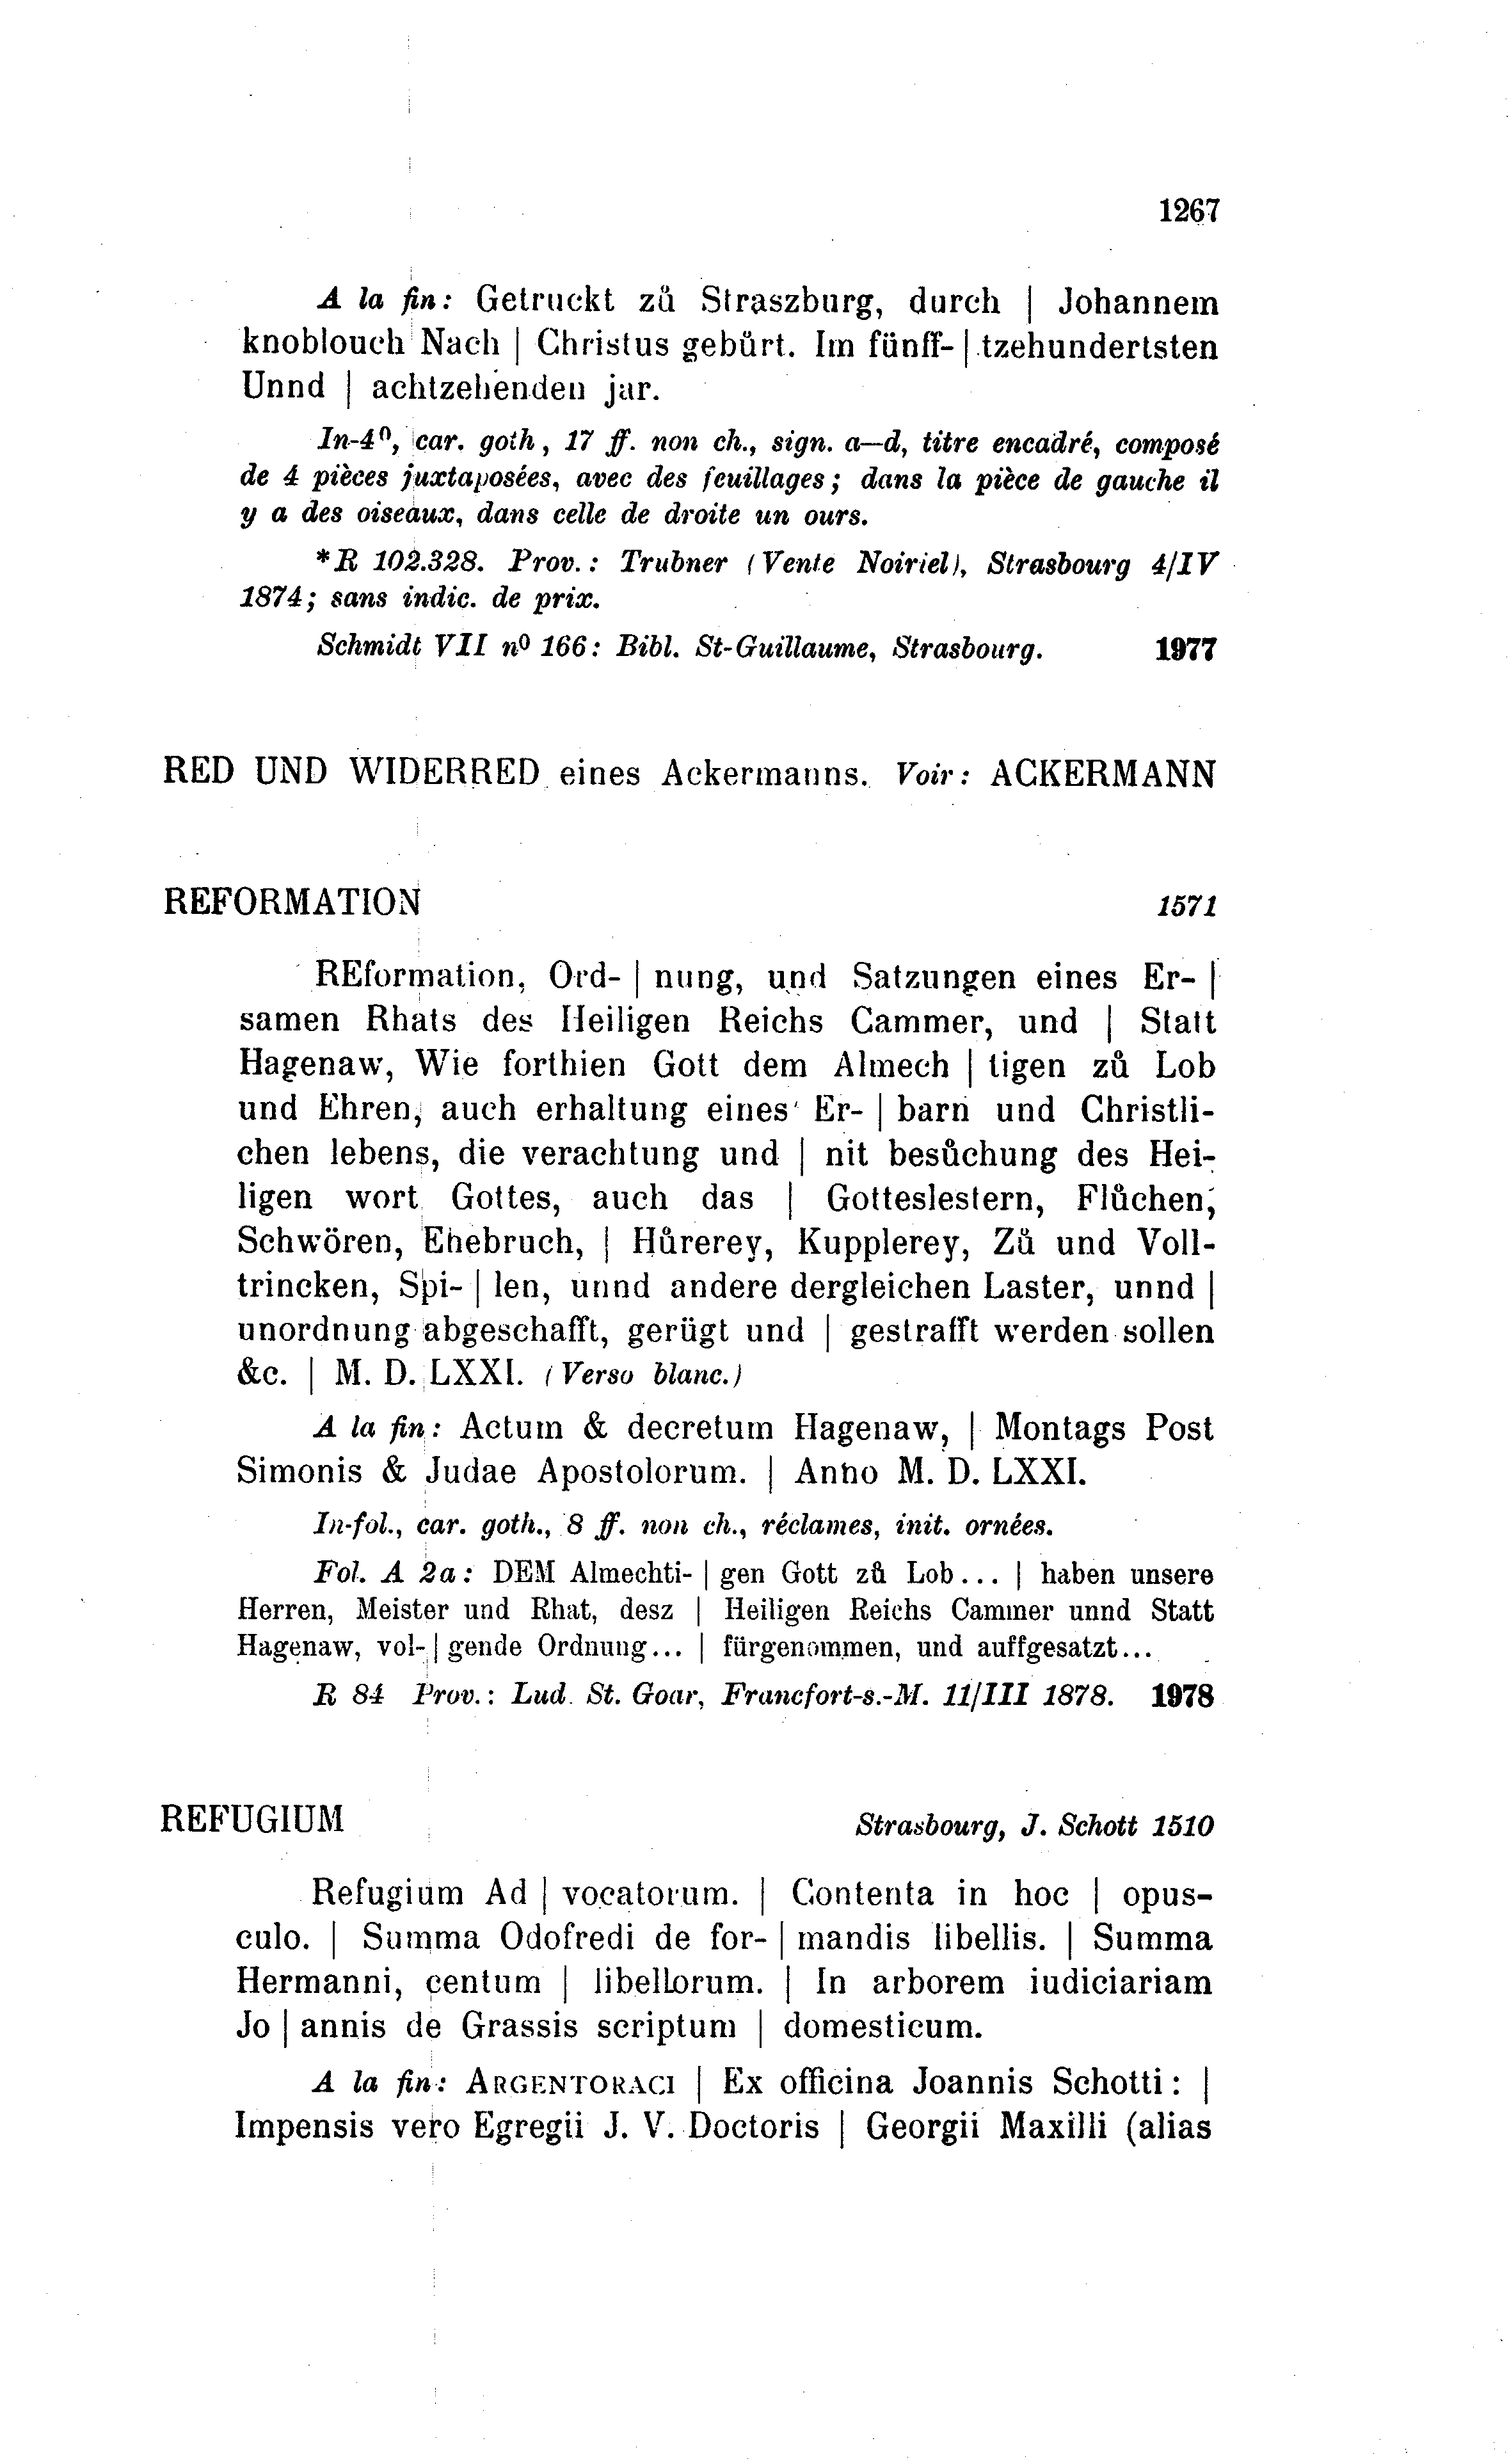 1267
A la fin: Getruckt zů Straszburg, durch | Johannem
knoblouch Nach | Christus gebürt. Im fünff- | tzehundertsten
Unnd | achtzehenden jar.
In-4º, car. goth, 17 ff. non ch., sign. a—d, titre encadré, composé
de 4 pièces juxtaposées, avec des feuillages; dans la pièce de gauche il
y a des oiseaux, dans celle de droite un ours.
*R 102.328. Prov.: Trubner (Vente Noiriel), Strasbourg 4/IV
1874; sans indic. de prix.
Schmidt VII nº 166: Bibl. St-Guillaume, Strasbourg. 1977
RED UND WIDERRED eines Ackermanns. Voir: ACKERMANN
REFORMATION 1571
REformation, Ord- | nung, und Satzungen eines Er- |
samen Rhats des Heiligen Reichs Cammer, und | Statt
Hagenaw, Wie forthien Gott dem Almech | tigen zů Lob
und Ehren, auch erhaltung eines Er- | barn und Christli-
chen lebens, die verachtung und | nit besůchung des Hei-
ligen wort Gottes, auch das | Gotteslestern, Flůchen,
Schwören, Ehebruch, | Hůrerey, Kupplerey, Zů und Voll-
trincken, Spi- | len, unnd andere dergleichen Laster, unnd |
unordnung abgeschafft, gerügt und | gestrafft werden sollen
&c. | M. D. LXXI. (Verso blanc.)
A la fin: Actum & decretum Hagenaw, | Montags Post
Simonis & Judae Apostolorum. | Anno M. D. LXXI.
In-fol., car. goth., 8 ff. non ch., réclames, init. ornées.
Fol. A 2a: DEM Almechti- | gen Gott zů Lob... | haben unsere
Herren, Meister und Rhat, desz | Heiligen Reichs Cammer unnd Statt
Hagenaw, vol- | gende Ordnung... | fürgenommen, und auffgesatzt...
R 84 Prov.: Lud. St. Goar, Francfort-s.-M. 11/III 1878. 1978
REFUGIUM Strasbourg, J. Schott 1510
Refugium Ad | vocatorum. | Contenta in hoc | opus-
culo. | Summa Odofredi de for- | mandis libellis. | Summa
Hermanni, centum | libellorum. | In arborem iudiciariam
Jo | annis de Grassis scriptum | domesticum.
A la fin: ARGENTORACI | Ex officina Joannis Schotti: |
Impensis vero Egregii J. V. Doctoris | Georgii Maxilli (alias